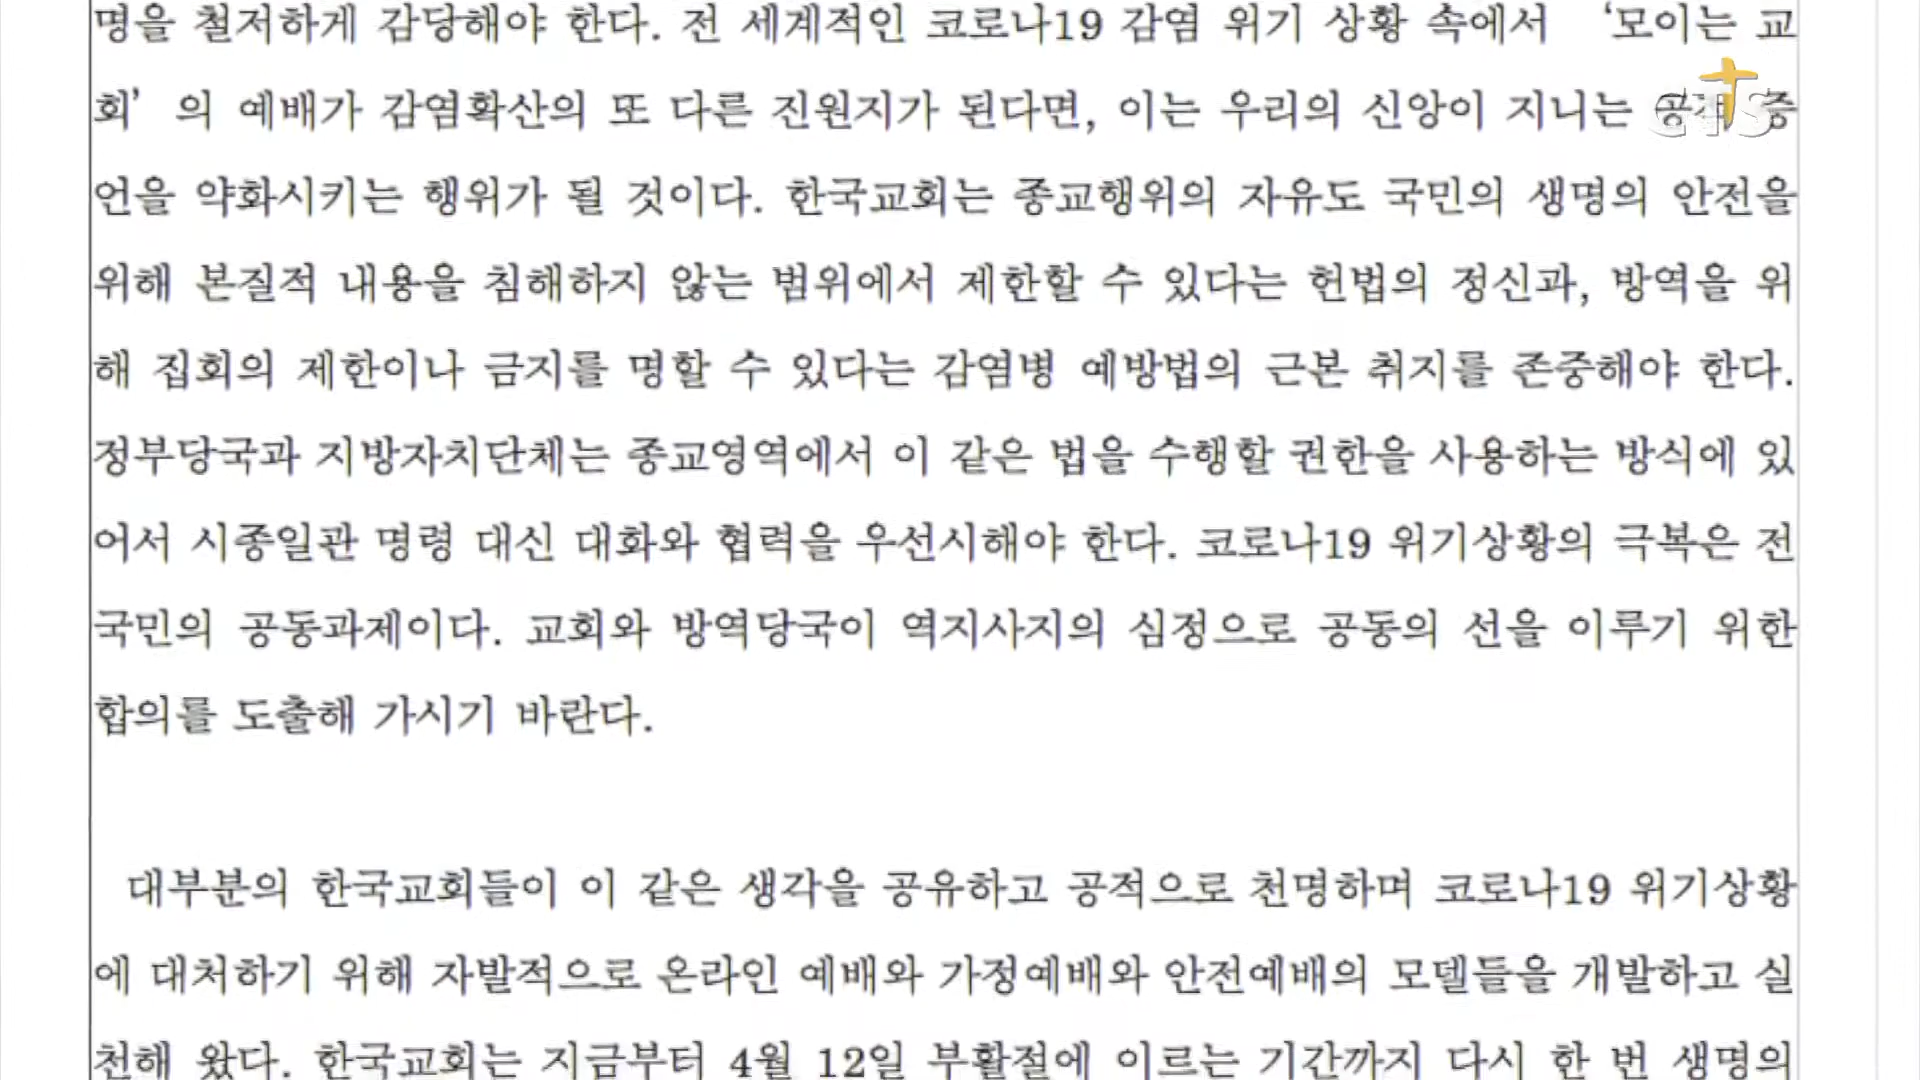 명을 철저하게 감당해야 한다. 전 세계적인 코로나19 감염 위기 상황 속에서 ‘모이는 교
회’의 예배가 감염확산의 또 다른 진원지가 된다면, 이는 우리의 신앙이 지니는 공적 증
언을 약화시키는 행위가 될 것이다. 한국교회는 종교행위의 자유도 국민의 생명의 안전을
위해 본질적 내용을 침해하지 않는 범위에서 제한할 수 있다는 헌법의 정신과, 방역을 위
해 집회의 제한이나 금지를 명할 수 있다는 감염병 예방법의 근본 취지를 존중해야 한다.
정부당국과 지방자치단체는 종교영역에서 이 같은 법을 수행할 권한을 사용하는 방식에 있
어서 시종일관 명령 대신 대화와 협력을 우선시해야 한다. 코로나19 위기상황의 극복은 전
국민의 공동과제이다. 교회와 방역당국이 역지사지의 심정으로 공동의 선을 이루기 위한
합의를 도출해 가시기 바란다.
대부분의 한국교회들이 이 같은 생각을 공유하고 공적으로 천명하며 코로나19 위기상황
에 대처하기 위해 자발적으로 온라인 예배와 가정예배와 안전예배의 모델들을 개발하고 실
천해 왔다. 한국교회는 지금부터 4월 12일 부활절에 이르는 기간까지 다시 한 번 생명의
CTS